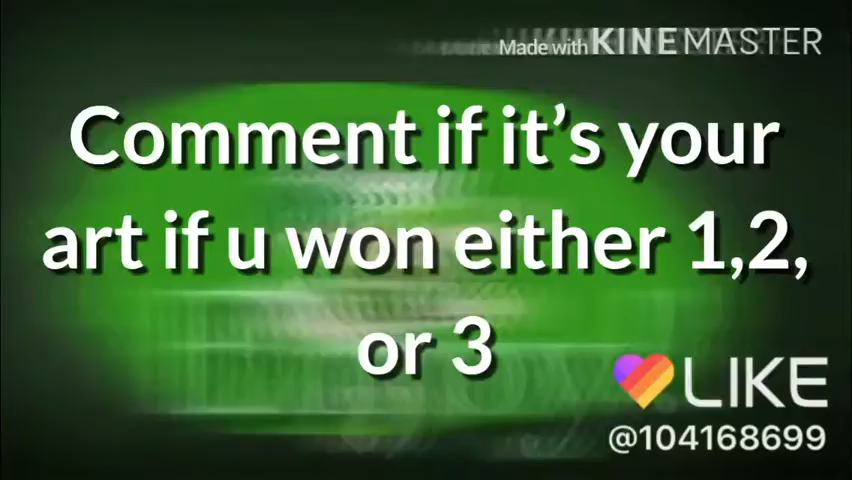 Made with KINEMASTER
Comment if it's your
art if u won either 1,2,
or 3
LIKE
@104168699